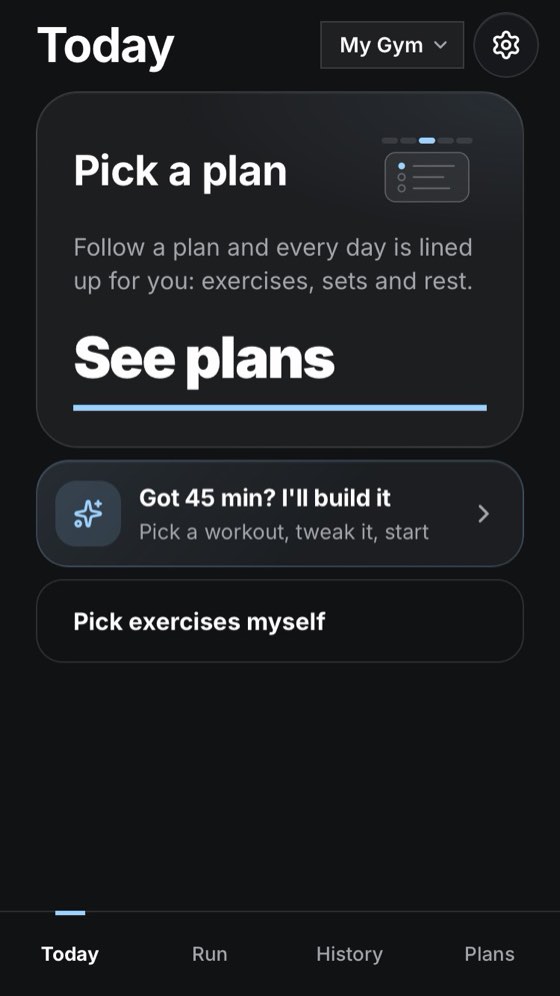 Today
My Gym
Pick a plan
Follow a plan and every day is lined
up for you: exercises, sets and rest.
See plans
Got 45 min? I'll build it
Pick a workout, tweak it, start
Pick exercises myself
Today
Run
History
Plans